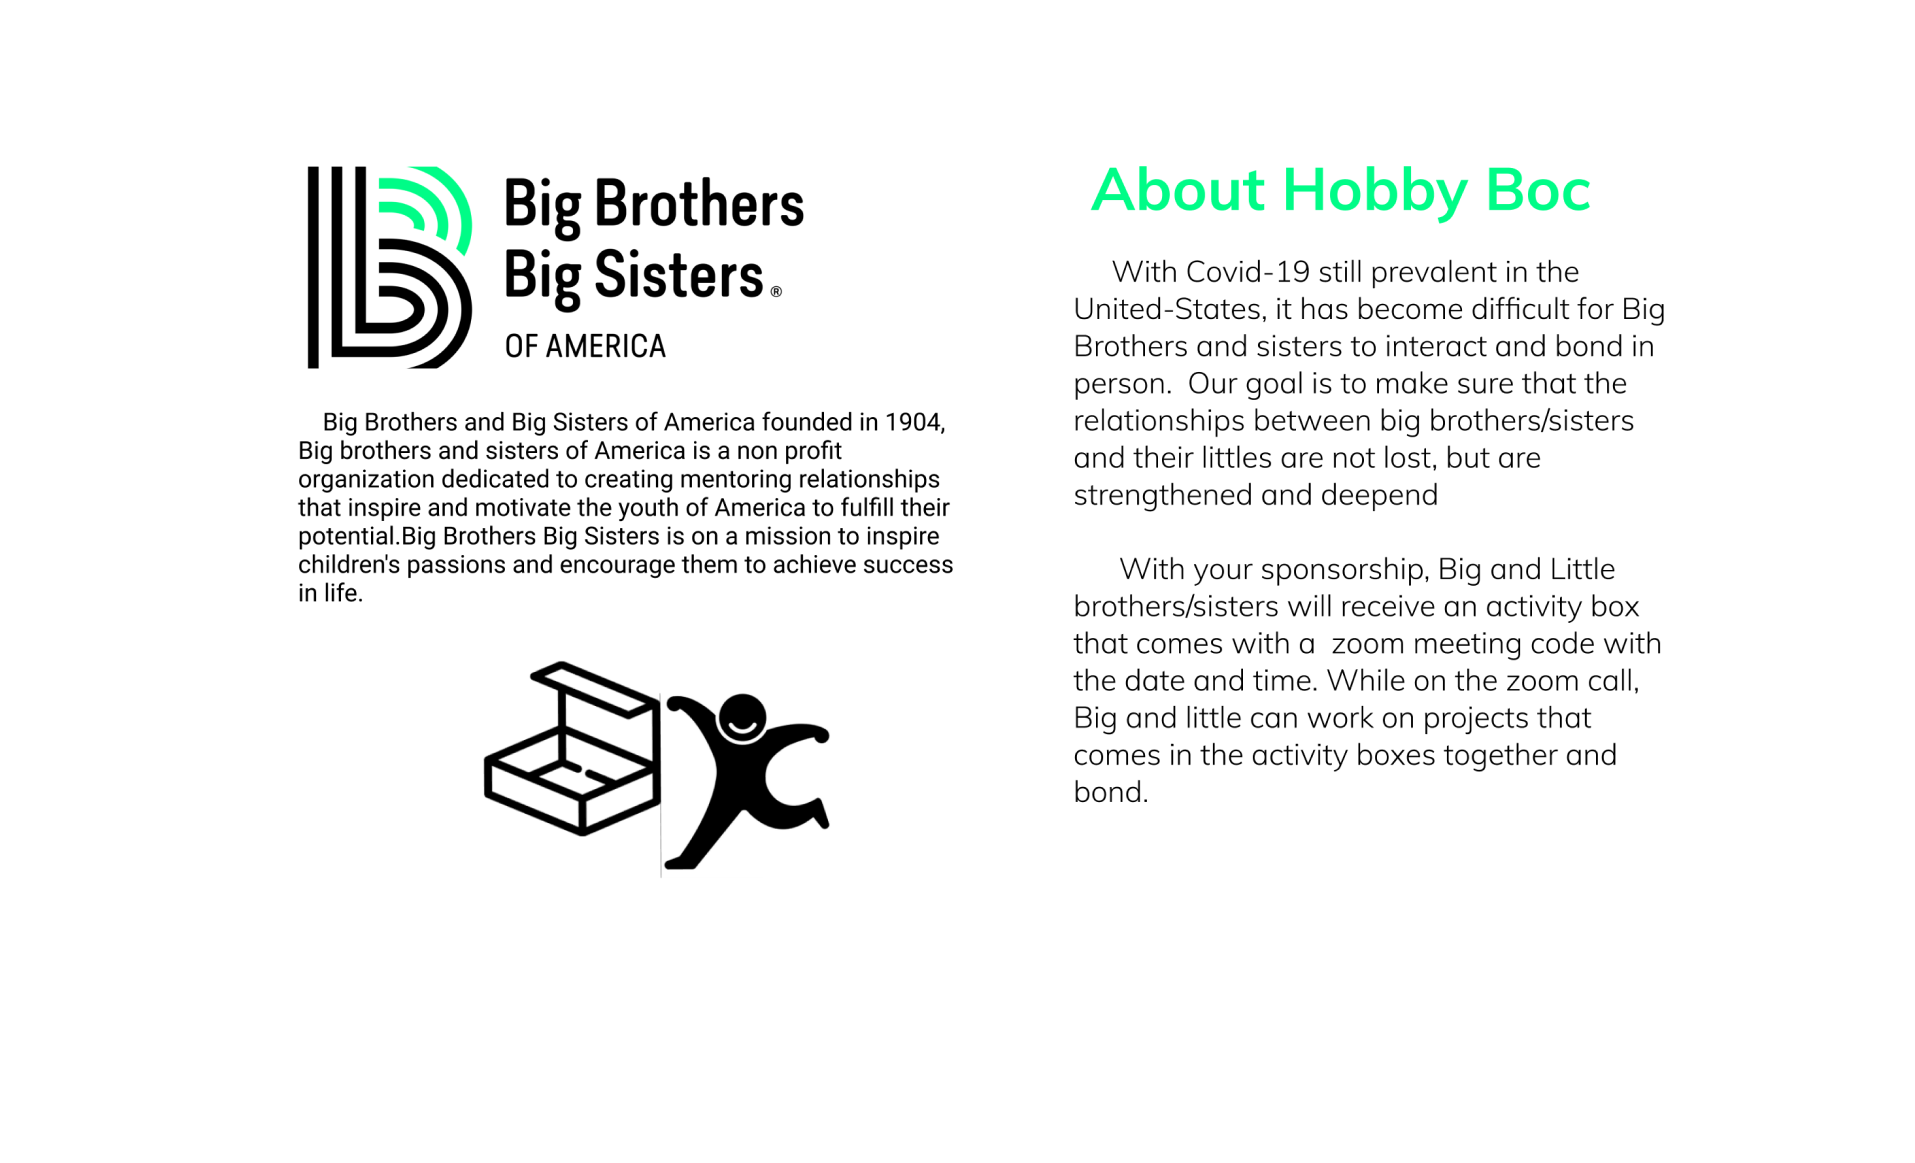 Big Brothers
Big Sisters®
OF AMERICA
Big Brothers and Big Sisters of America founded in 1904,
Big brothers and sisters of America is a non profit
organization dedicated to creating mentoring relationships
that inspire and motivate the youth of America to fulfill their
potential.Big Brothers Big Sisters is on a mission to inspire
children's passions and encourage them to achieve success
in life.
About Hobby Boc
With Covid-19 still prevalent in the
United-States, it has become difficult for Big
Brothers and sisters to interact and bond in
person.  Our goal is to make sure that the
relationships between big brothers/sisters
and their littles are not lost, but are
strengthened and deepend
With your sponsorship, Big and Little
brothers/sisters will receive an activity box
that comes with a  zoom meeting code with
the date and time. While on the zoom call,
Big and little can work on projects that
comes in the activity boxes together and
bond.